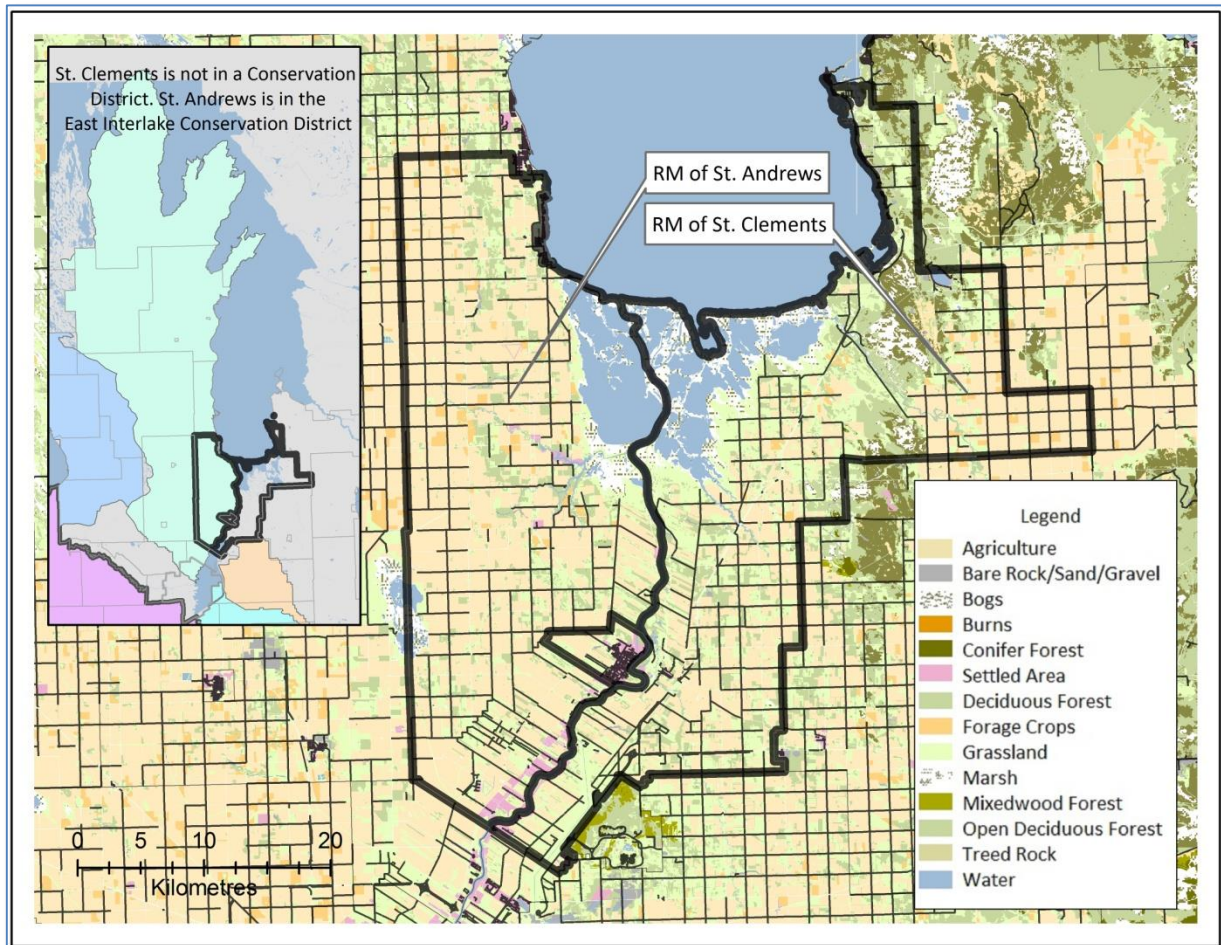 St. Clements is not in a Conservation
District. St. Andrews is in the
East Interlake Conservation District
RM of St. Andrews
RM of St. Clements
Legend
Agriculture
Bare Rock/Sand/Gravel
Bogs
Burns
Conifer Forest
Settled Area
Deciduous Forest
Forage Crops
Grassland
Marsh
Mixedwood Forest
Open Deciduous Forest
Treed Rock
Water
0 5 10 20
Kilometres